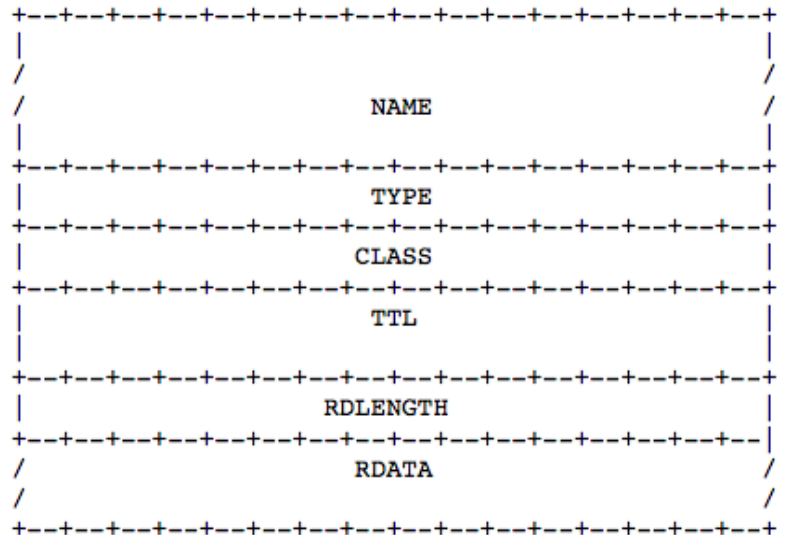 +--+--+--+--+--+--+--+--+--+--+--+--+--+--+--+--+
|                                               |
/                                               /
/                      NAME                     /
|                                               |
+--+--+--+--+--+--+--+--+--+--+--+--+--+--+--+--+
|                      TYPE                     |
+--+--+--+--+--+--+--+--+--+--+--+--+--+--+--+--+
|                     CLASS                     |
+--+--+--+--+--+--+--+--+--+--+--+--+--+--+--+--+
|                      TTL                      |
|                                               |
+--+--+--+--+--+--+--+--+--+--+--+--+--+--+--+--+
|                   RDLENGTH                    |
+--+--+--+--+--+--+--+--+--+--+--+--+--+--+--+--|
/                     RDATA                     /
/                                               /
+--+--+--+--+--+--+--+--+--+--+--+--+--+--+--+--+